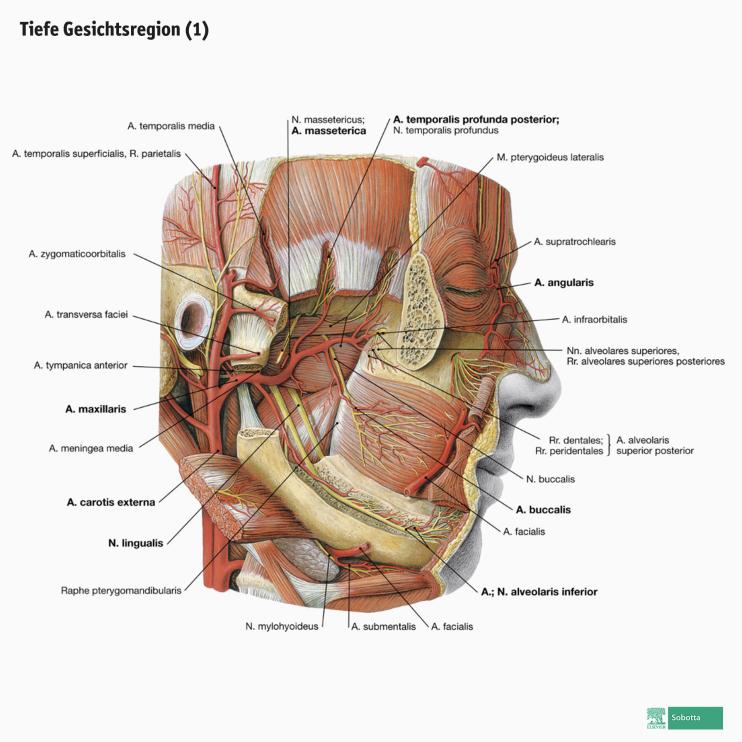 Tiefe Gesichtsregion (1)
A. temporalis media
N. massetericus;
A. masseterica
A. temporalis profunda posterior;
N. temporalis profundus
A. temporalis superficialis, R. parietalis
M. pterygoideus lateralis
A. supratrochlearis
A. zygomaticoorbitalis
A. angularis
A. transversa faciei
A. infraorbitalis
Nn. alveolares superiores,
Rr. alveolares superiores posteriores
A. tympanica anterior
A. maxillaris
A. meningea media
Rr. dentales;
Rr. peridentales
A. alveolaris
superior posterior
N. buccalis
A. carotis externa
A. buccalis
A. facialis
N. lingualis
Raphe pterygomandibularis
A.; N. alveolaris inferior
N. mylohyoideus
A. submentalis
A. facialis
ELSEVIER
Sobotta